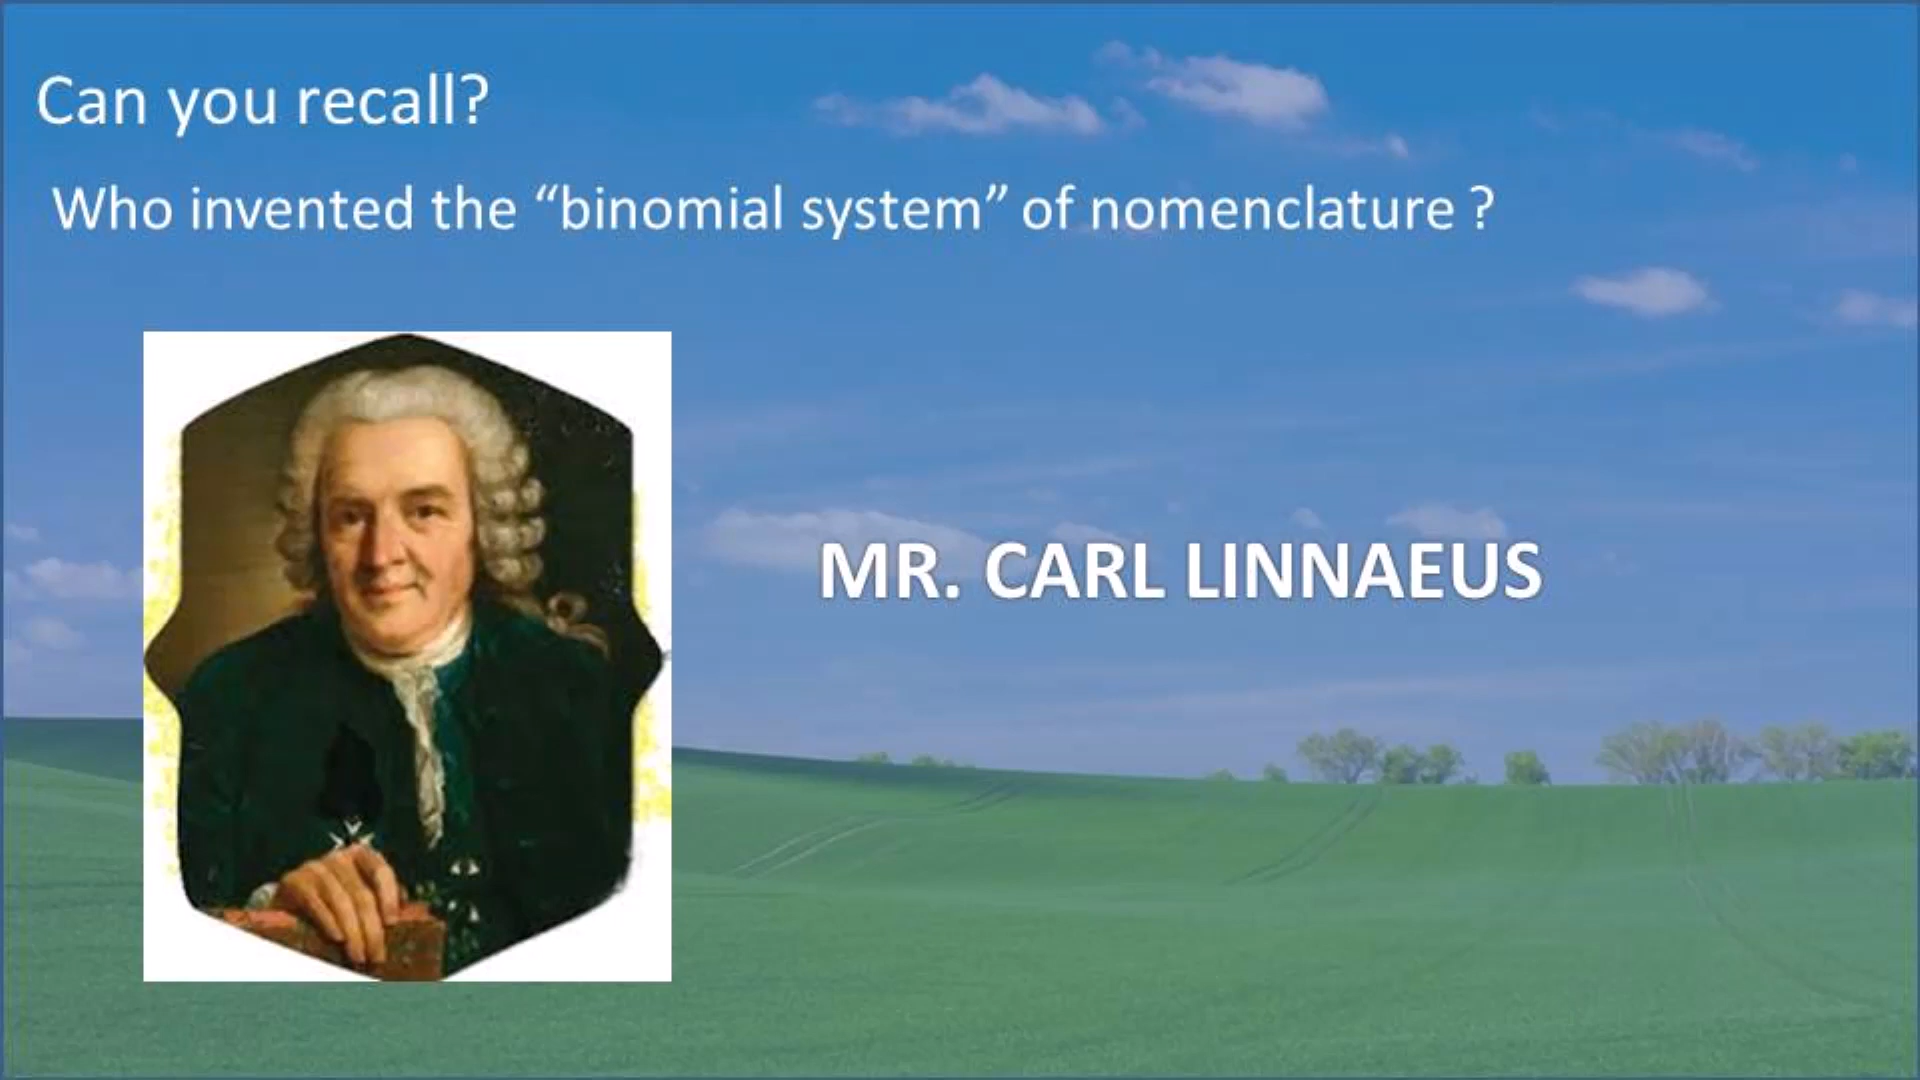 Can you recall?
Who invented the “binomial system” of nomenclature ?
MR. CARL LINNAEUS